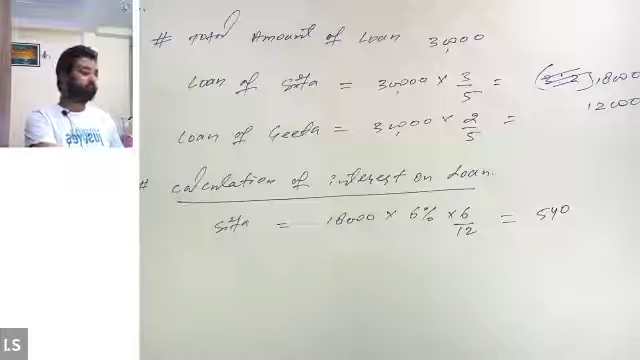 # Total Amount of Loan 30,000
Loan of Sita = 30,000 × 3/5 = 18000
Loan of Geeta = 30,000 × 2/5 = 12000
# Calculation of interest on Loan.
Sita = 18000 × 6% × 6/12 = 540
I.S